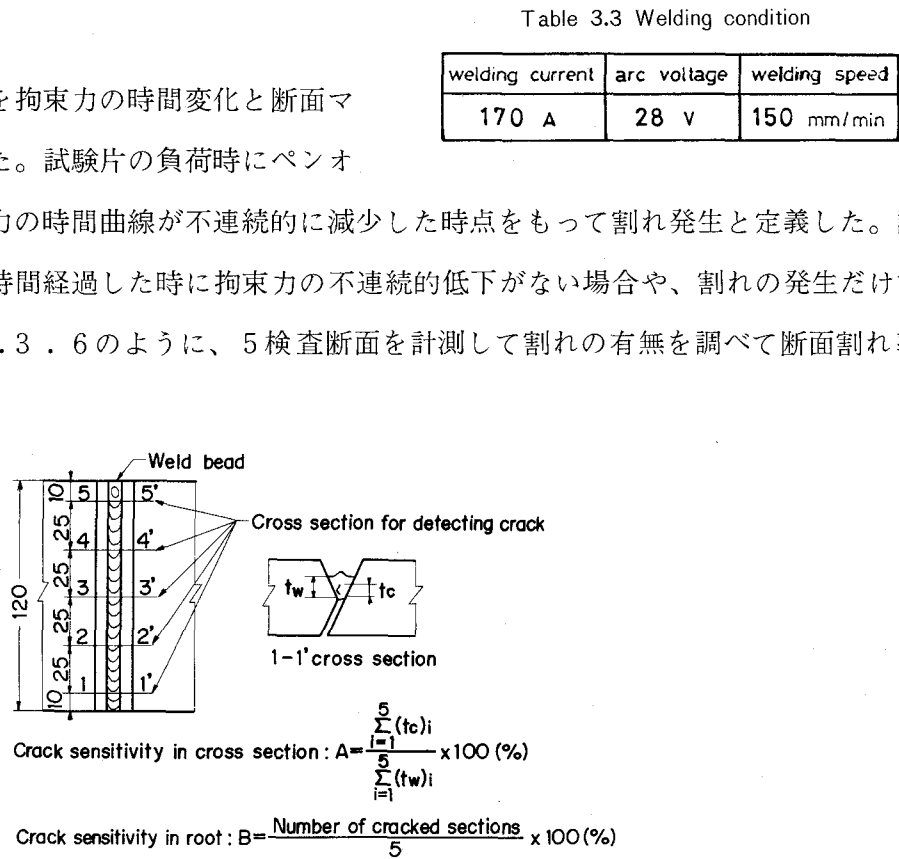 Table 3.3 Welding condition
welding current arc voltage welding speed
170 A 28 V 150 mm/min
を拘束力の時間変化と断面マ
た。試験片の負荷時にペンオ
力の時間曲線が不連続的に減少した時点をもって割れ発生と定義した。
時間経過した時に拘束力の不連続的低下がない場合や、割れの発生だけ
.3.6のように、5検査断面を計測して割れの有無を調べて断面割れ
Weld bead
10 5 5'
25
4 4'
Cross section for detecting crack
25
120 3 3'
tw tc
25
2 2'
25
1-1' cross section
1 1'
10
Crack sensitivity in cross section : A= 5Σi=1 (tc)i / 5Σi=1 (tw)i x100 (%)
Crack sensitivity in root : B= Number of cracked sections / 5 x 100 (%)